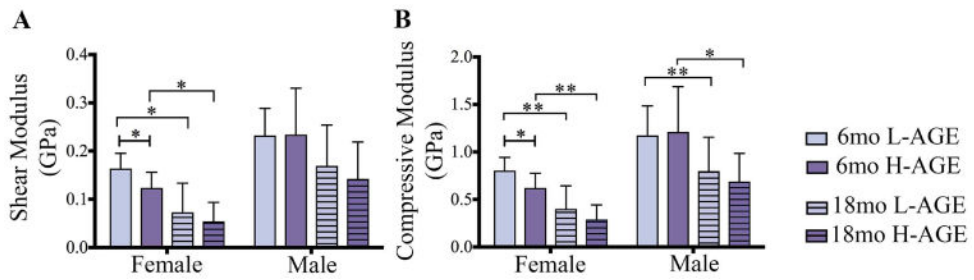 A
Shear Modulus
(GPa)
0.4
0.3
0.2
0.1
0.0
*
*
*
Female
Male
B
Compressive Modulus
(GPa)
2.0
1.5
1.0
0.5
0.0
**
**
*
**
*
Female
Male
6mo L-AGE
6mo H-AGE
18mo L-AGE
18mo H-AGE